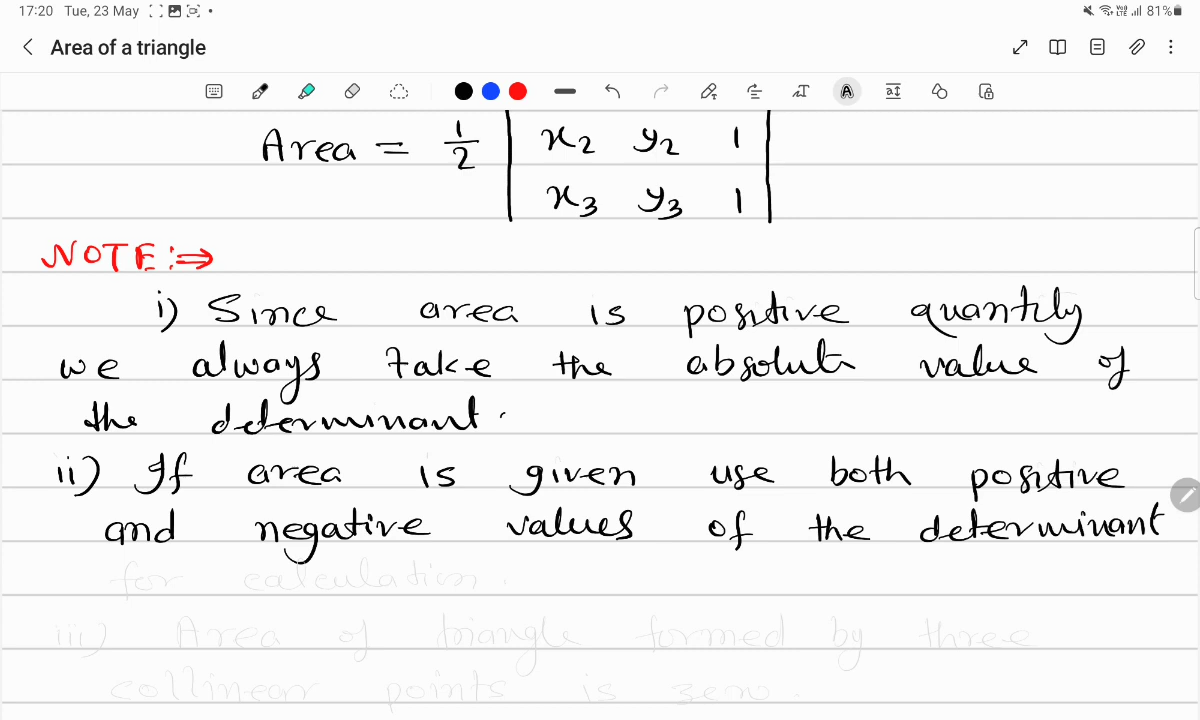 17:20 Tue, 23 May 81%
Area of a triangle
Area = 1/2 | x2 y2 1 |
| x3 y3 1 |
NOTE:⇒
i) Since area is positive quantity
we always take the absolute value of
the determinant.
ii) If area is given use both positive
and negative values of the determinant
for calculation.
iii) Area of triangle formed by three
collinear points is zero.